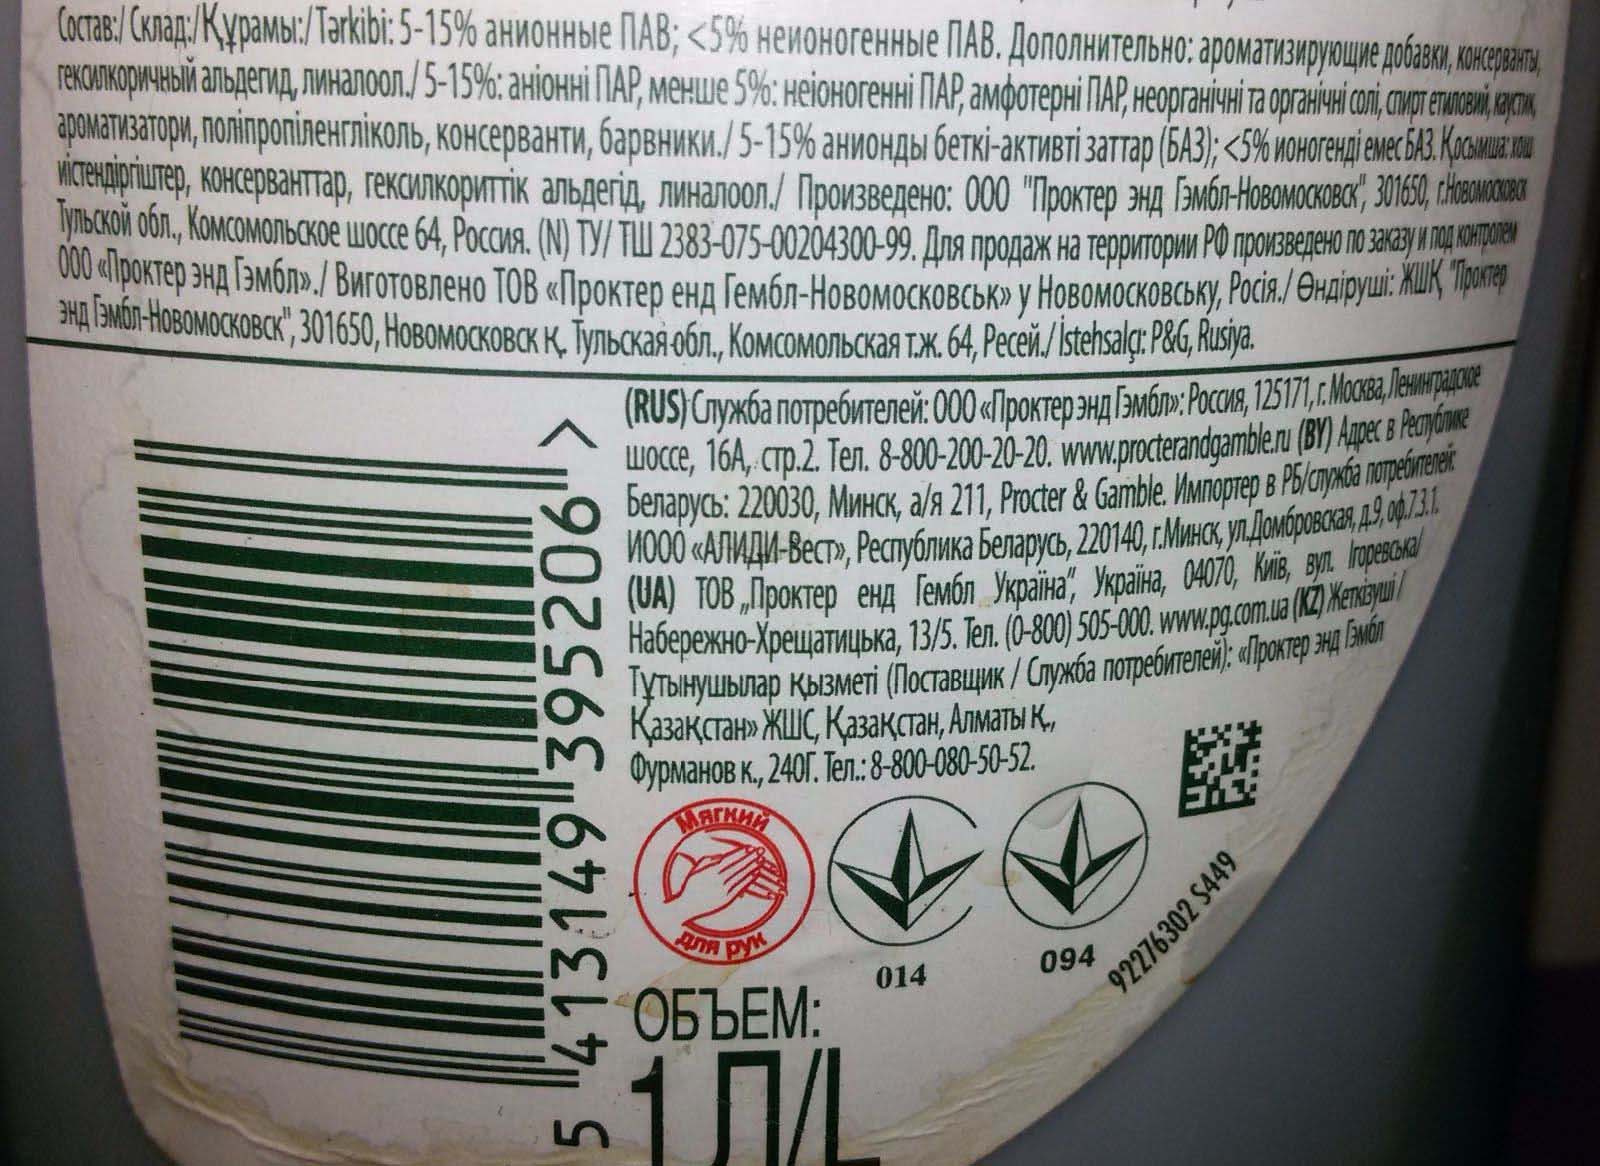 Состав:/ Склад:/Құрамы:/Tərkibi: 5-15% анионные ПАВ; <5% неионогенные ПАВ. Дополнительно: ароматизирующие добавки, консерванты,
гексилкоричный альдегид, линалоол./ 5-15%: аніонні ПАР, менше 5%: неіоногенні ПАР, амфотерні ПАР, неорганічні та органічні солі, спирт етиловий, каустик,
ароматизатори, поліпропіленгліколь, консерванти, барвники./ 5-15% анионды беткі-активті заттар (БАЗ); <5% ионогенді емес БАЗ. Қосымша: хош
иістендіргіштер, консерванттар, гексилкориттік альдегід, линалоол./ Произведено: ООО "Проктер энд Гэмбл-Новомосковск", 301650, г.Новомосковск
Тульской обл., Комсомольское шоссе 64, Россия. (N) ТУ/ ТШ 2383-075-00204300-99. Для продаж на территории РФ произведено по заказу и под контролем
ООО «Проктер энд Гэмбл»./ Виготовлено ТОВ «Проктер енд Гембл-Новомосковськ» у Новомосковську, Росія./ Өндіруші: ЖШҚ "Проктер
энд Гэмбл-Новомосковск", 301650, Новомосковск қ. Тульская обл., Комсомольская т.ж. 64, Ресей./ İstehsalçı: P&G, Rusiya.
(RUS) Служба потребителей: ООО «Проктер энд Гэмбл»: Россия, 125171, г. Москва, Ленинградское
шоссе, 16А, стр.2. Тел. 8-800-200-20-20. www.procterandgamble.ru (BY) Адрес в Республике
Беларусь: 220030, Минск, а/я 211, Procter & Gamble. Импортер в РБ/служба потребителей:
ИООО «АЛИДИ-Вест», Республика Беларусь, 220140, г.Минск, ул.Домбровская, д.9, оф.7.3.1.
(UA) ТОВ „Проктер енд Гембл Україна", Україна, 04070, Київ, вул. Ігоревська/
Набережно-Хрещатицька, 13/5. Тел. (0-800) 505-000. www.pg.com.ua (KZ) Жеткізуші /
Тұтынушылар қызметі (Поставщик / Служба потребителей): «Проктер энд Гэмбл
Қазақстан» ЖШС, Қазақстан, Алматы қ.,
Фурманов к., 240Г. Тел.: 8-800-080-50-52.
Мягкий
для рук
014
094
92276302 S449
ОБЪЕМ:
1Л/L
5 413149 395206 >